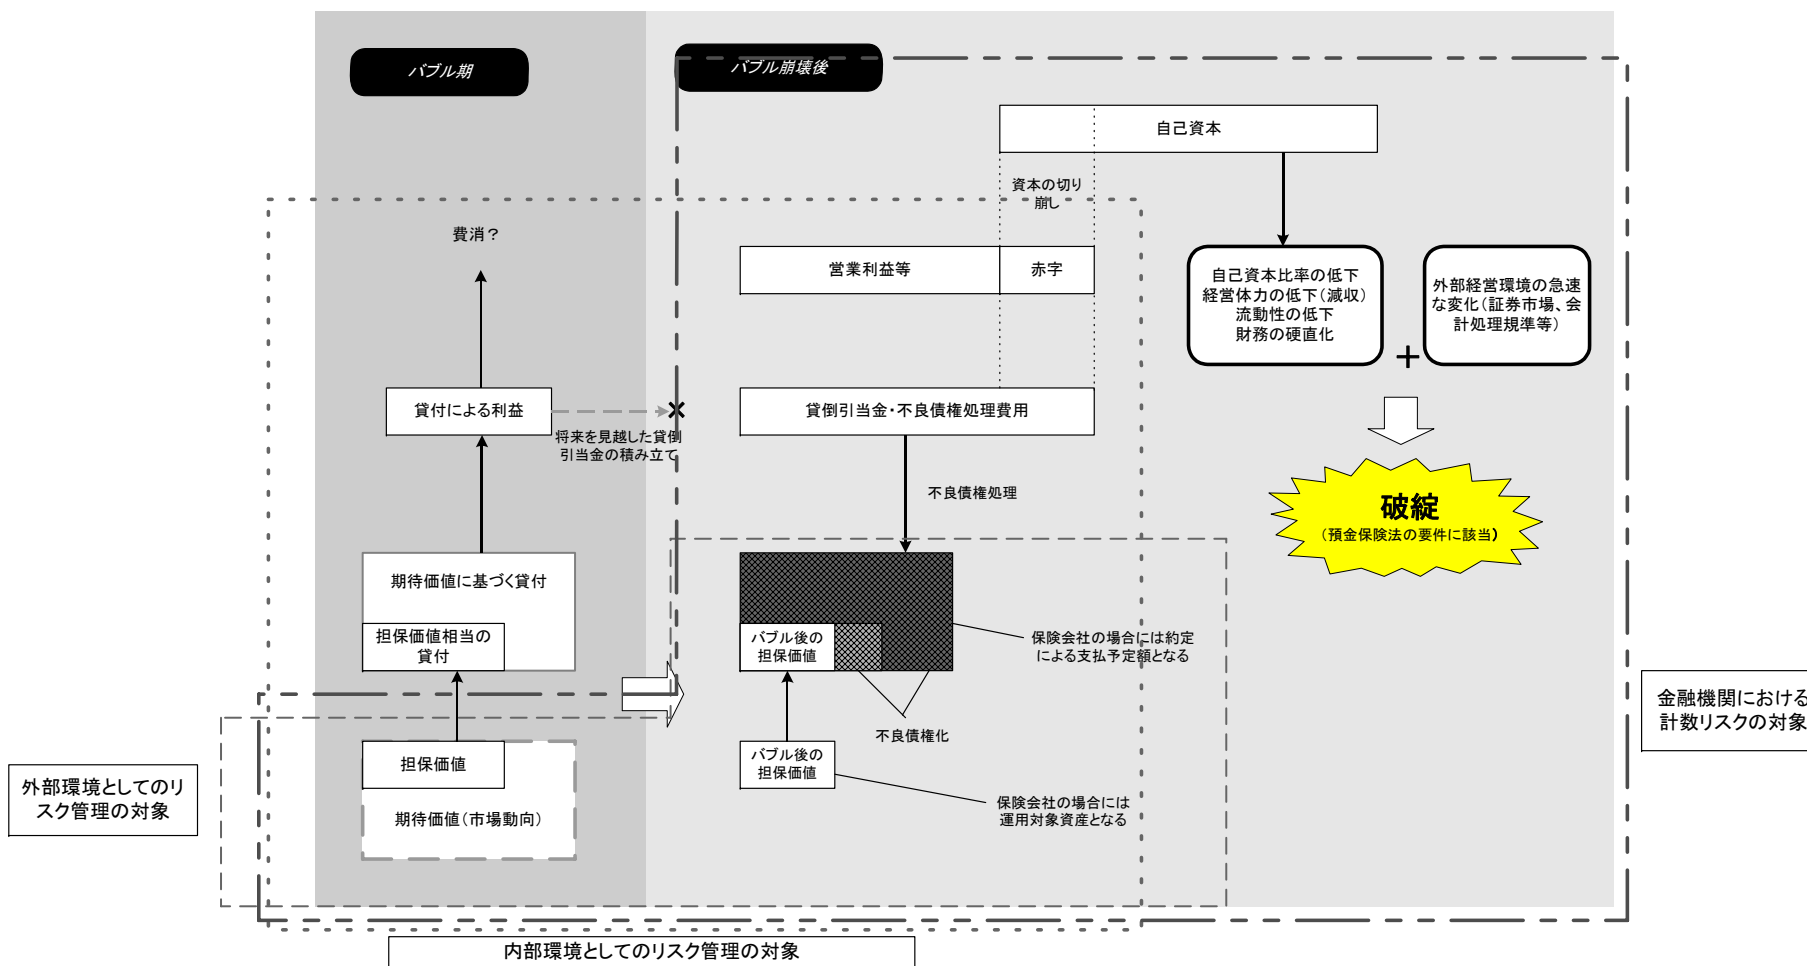 バブル期
バブル崩壊後
自己資本
資本の切り
崩し
費消？
営業利益等
赤字
自己資本比率の低下
経営体力の低下（減収）
流動性の低下
財務の硬直化
外部経営環境の急速
な変化（証券市場、会
計処理規準等）
＋
貸付による利益
×
将来を見越した貸倒
引当金の積み立て
貸倒引当金・不良債権処理費用
不良債権処理
破綻
（預金保険法の要件に該当）
期待価値に基づく貸付
担保価値相当の
貸付
バブル後の
担保価値
保険会社の場合には約定
による支払予定額となる
不良債権化
金融機関における
計数リスクの対象
担保価値
期待価値（市場動向）
バブル後の
担保価値
保険会社の場合には
運用対象資産となる
外部環境としてのリ
スク管理の対象
内部環境としてのリスク管理の対象